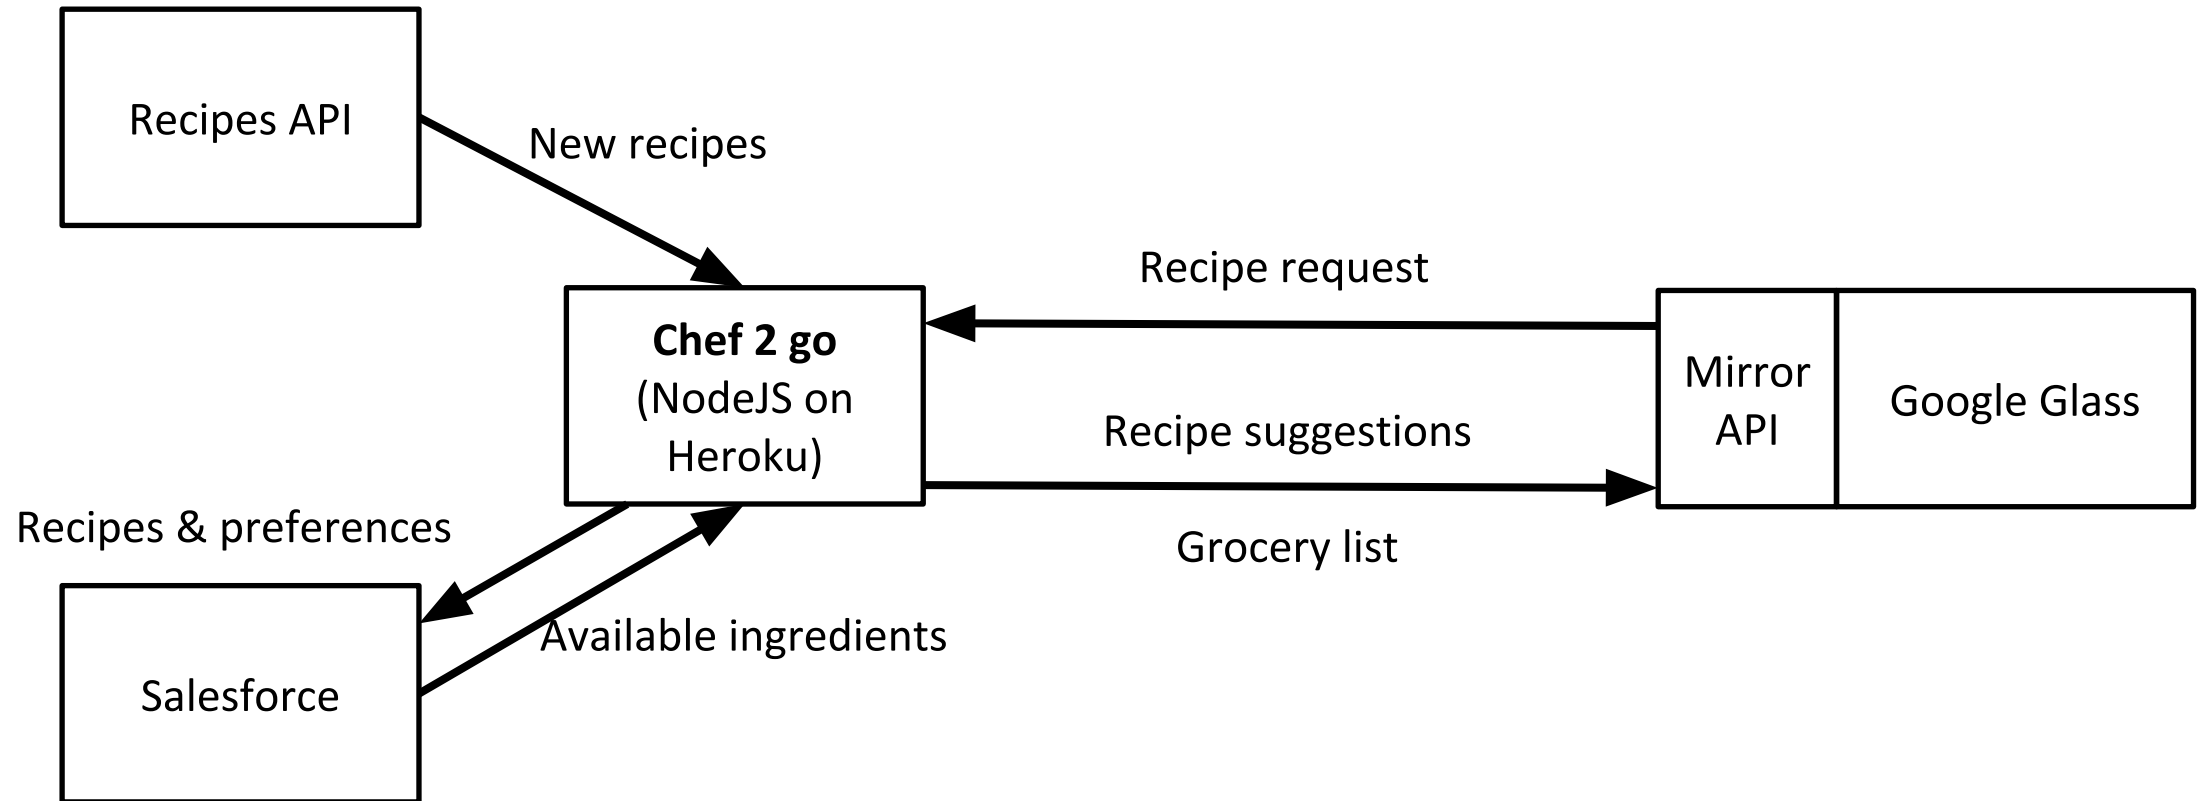 Recipes API
New recipes
Recipe request
Chef 2 go
(NodeJS on
Heroku)
Mirror
API
Google Glass
Recipe suggestions
Grocery list
Recipes & preferences
Available ingredients
Salesforce